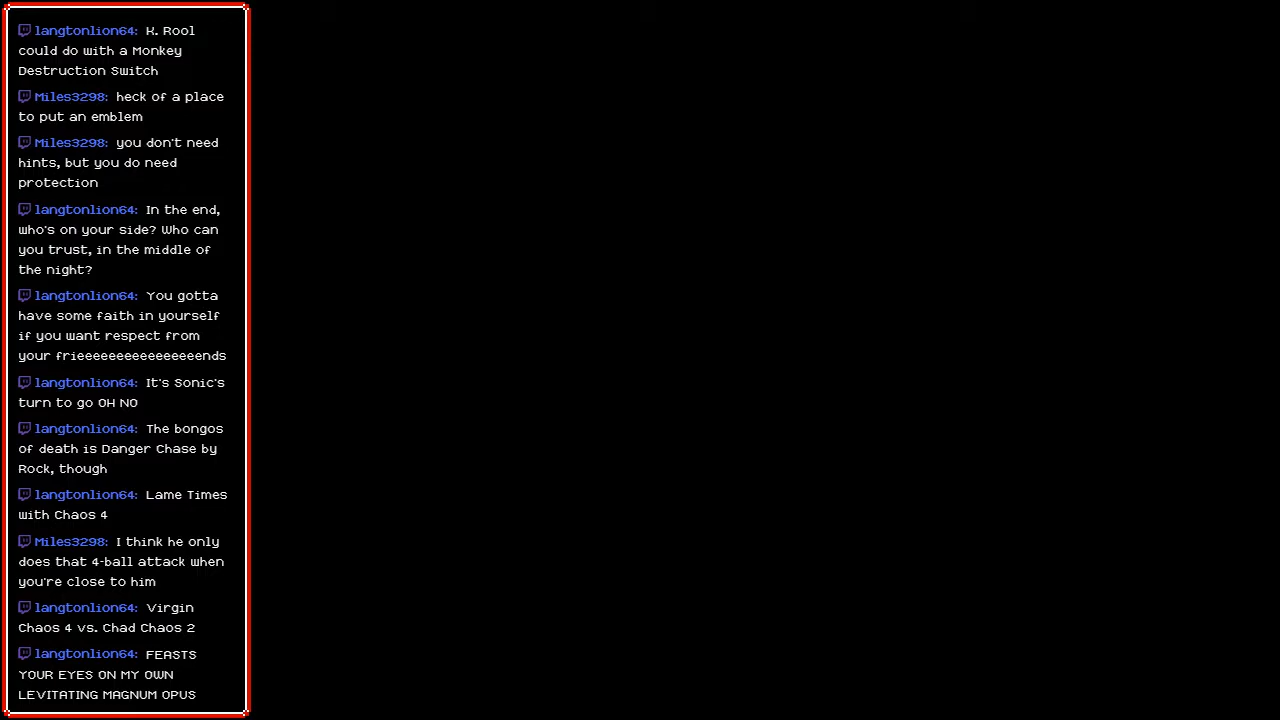 langtonlion64: K. Rool
could do with a Monkey
Destruction Switch
Miles3298: heck of a place
to put an emblem
Miles3298: you don't need
hints, but you do need
protection
langtonlion64: In the end,
who's on your side? Who can
you trust, in the middle of
the night?
langtonlion64: You gotta
have some faith in yourself
if you want respect from
your frieeeeeeeeeeeeeeeends
langtonlion64: It's Sonic's
turn to go OH NO
langtonlion64: The bongos
of death is Danger Chase by
Rock, though
langtonlion64: Lame Times
with Chaos 4
Miles3298: I think he only
does that 4-ball attack when
you're close to him
langtonlion64: Virgin
Chaos 4 vs. Chad Chaos 2
langtonlion64: FEASTS
YOUR EYES ON MY OWN
LEVITATING MAGNUM OPUS